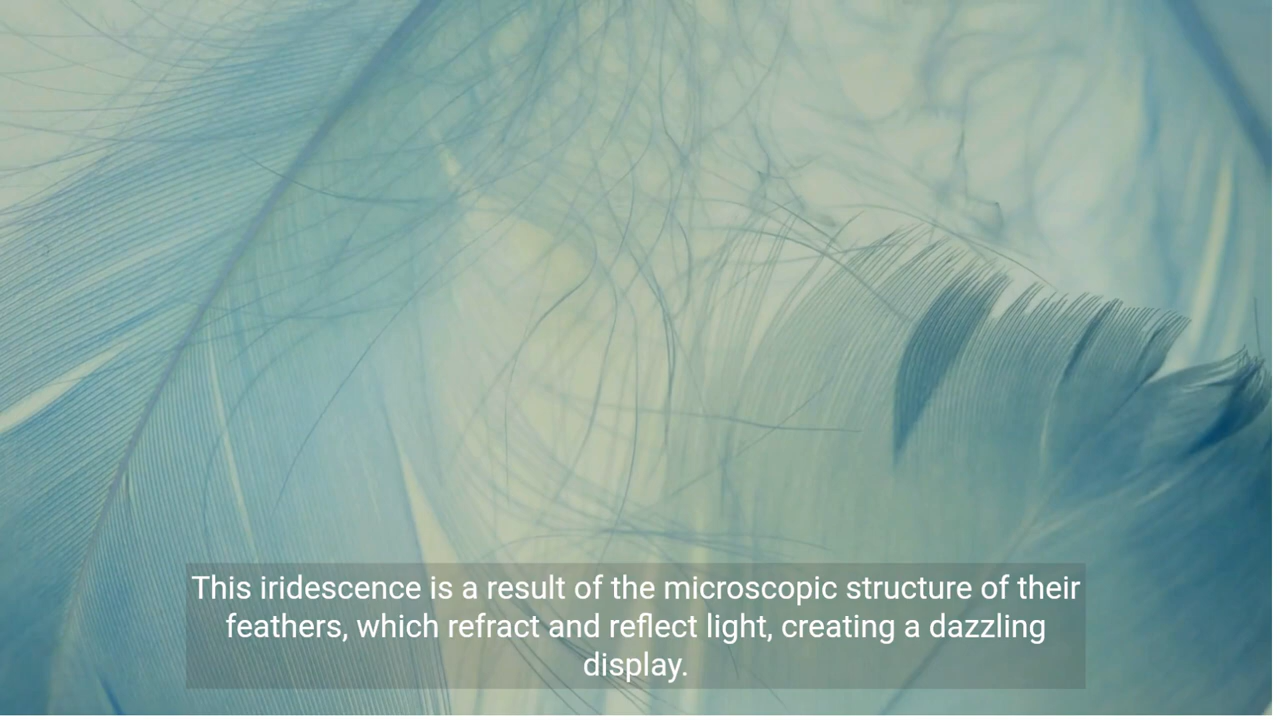 This iridescence is a result of the microscopic structure of their
feathers, which refract and reflect light, creating a dazzling
display.